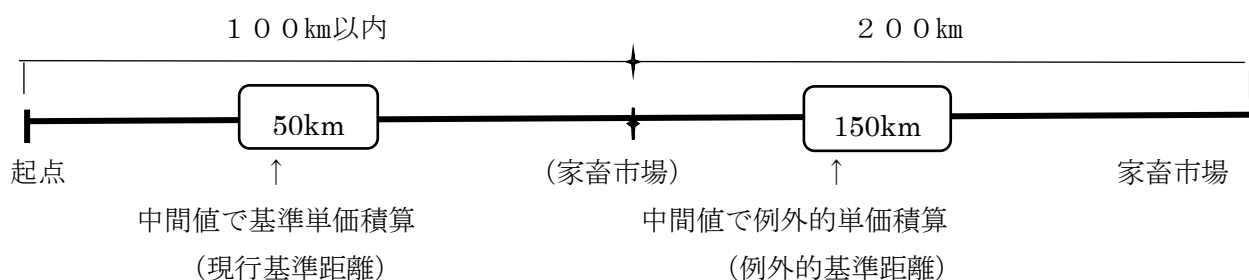 １００㎞以内 ２００㎞
50km 150km
起点 ↑ （家畜市場） ↑ 家畜市場
中間値で基準単価積算 中間値で例外的単価積算
（現行基準距離） （例外的基準距離）